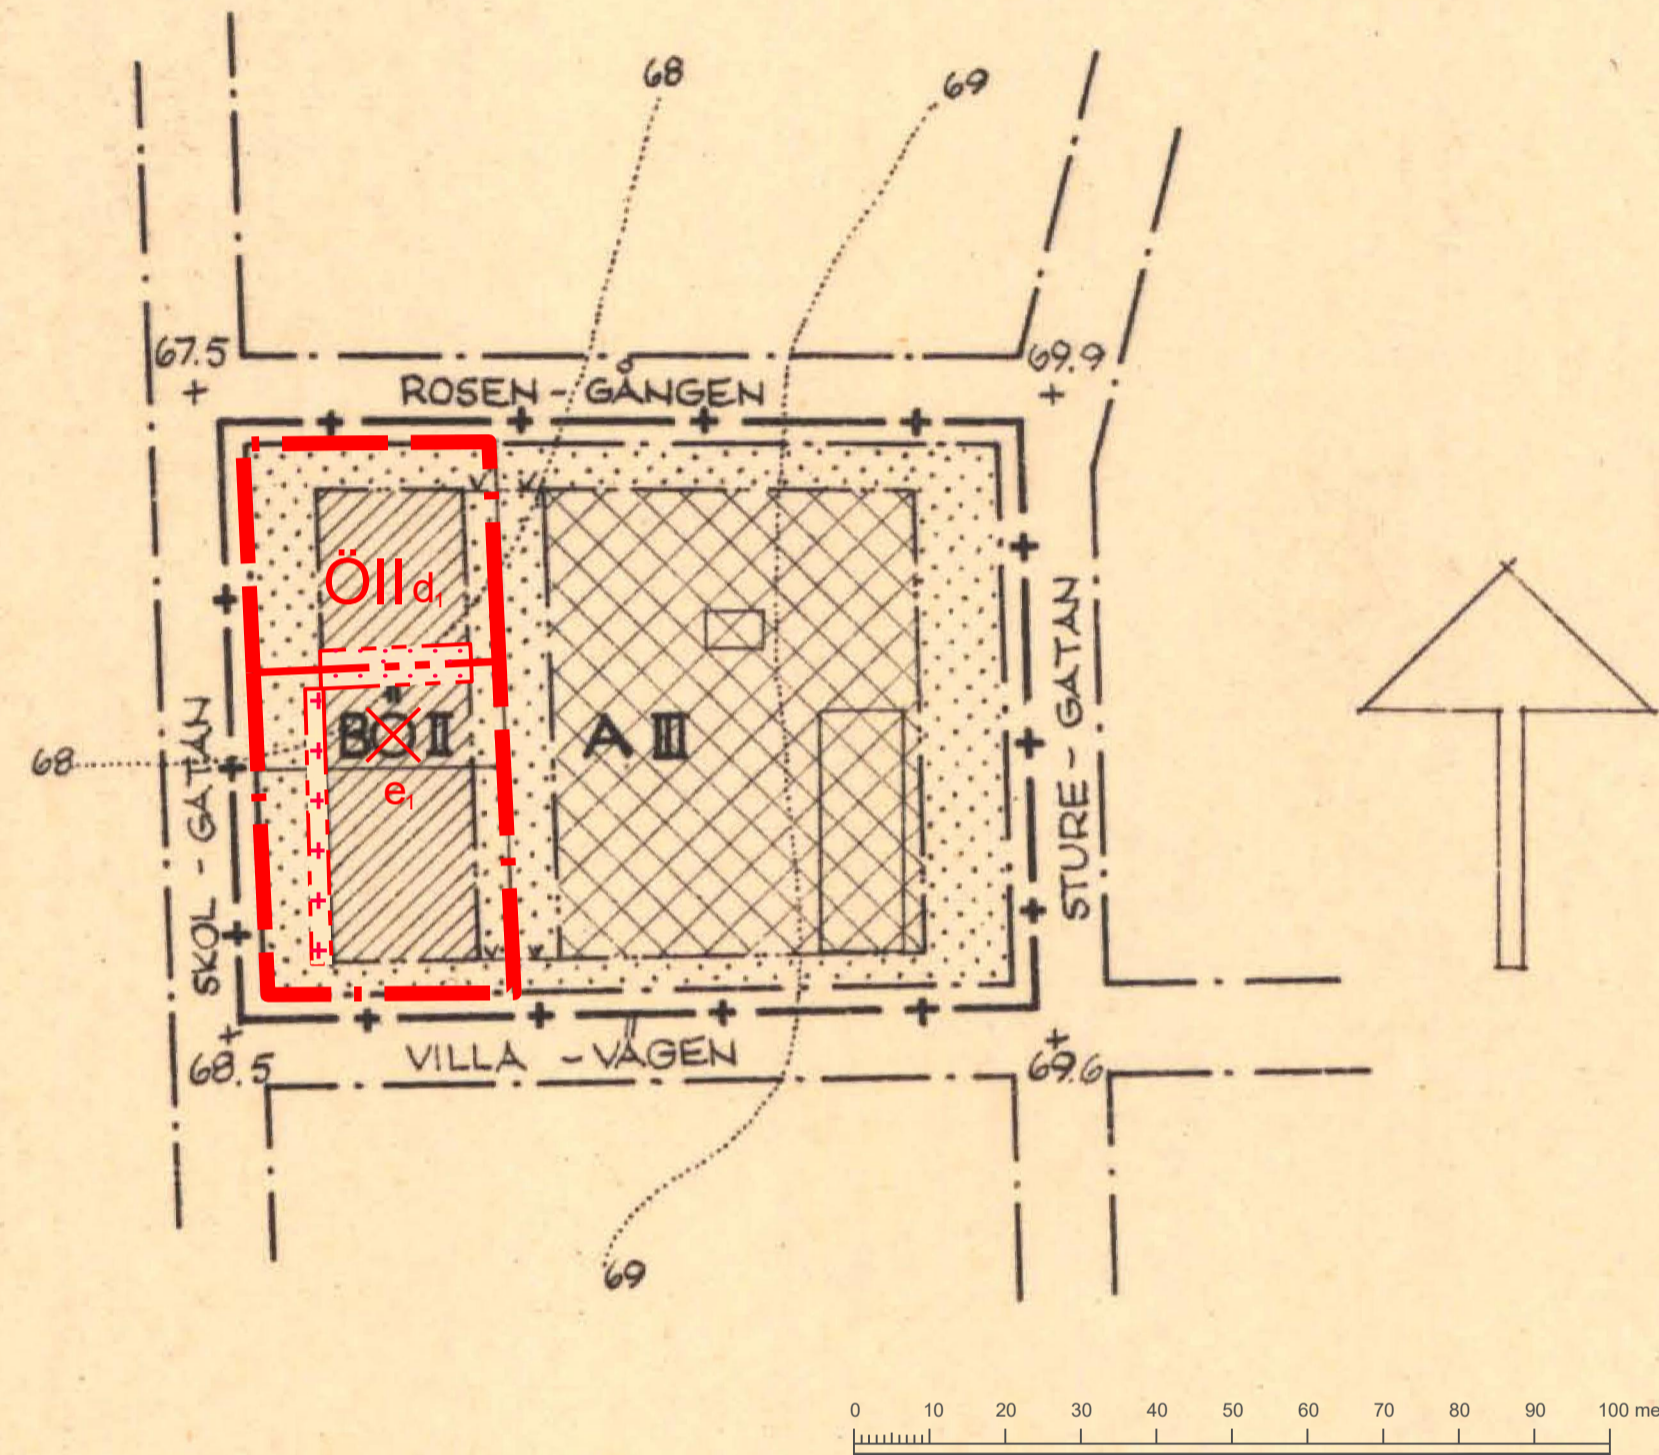 68
69
67.5
69.9
ROSEN-GÅNGEN
ÖII d₁
BÖII
e₁
A III
68
SKOL-GATAN
STURE-GATAN
68.5
VILLA-VÄGEN
69.6
69
0 10 20 30 40 50 60 70 80 90 100 me